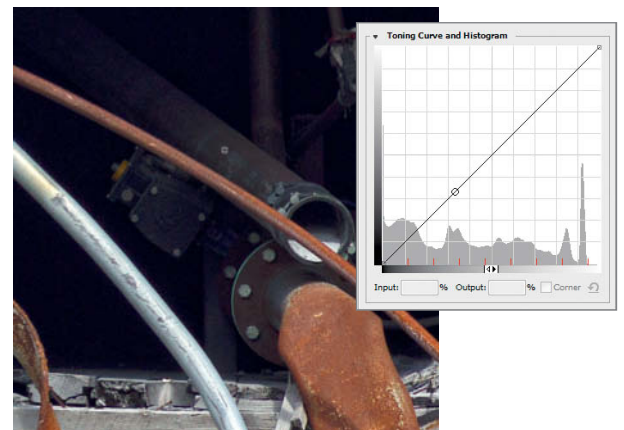 Toning Curve and Histogram
Input: % Output: % Corner